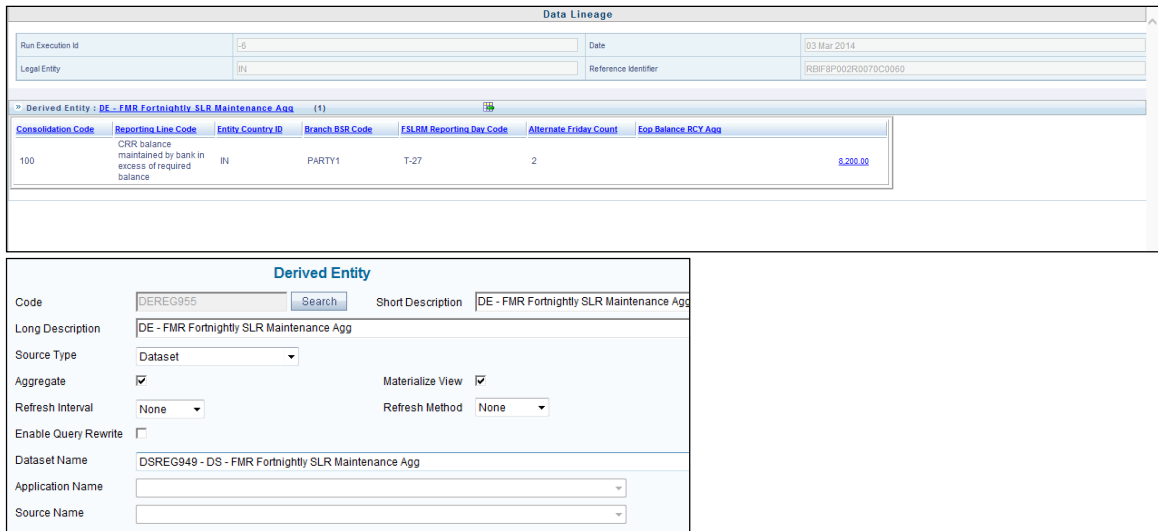 Data Lineage
Run Execution Id -6 Date 03 Mar 2014
Legal Entity IN Reference Identifier RBIF8P002R0070C0060
» Derived Entity : DE - FMR Fortnightly SLR Maintenance Agg (1)
Consolidation Code Reporting Line Code Entity Country ID Branch BSR Code FSLRM Reporting Day Code Alternate Friday Count Eop Balance RCY Agg
CRR balance
maintained by bank in
100 excess of required IN PARTY1 T-27 2 8,200.00
balance
Derived Entity
Code DEREG955 Search Short Description DE - FMR Fortnightly SLR Maintenance Agg
Long Description DE - FMR Fortnightly SLR Maintenance Agg
Source Type Dataset
Aggregate Materialize View
Refresh Interval None Refresh Method None
Enable Query Rewrite
Dataset Name DSREG949 - DS - FMR Fortnightly SLR Maintenance Agg
Application Name
Source Name